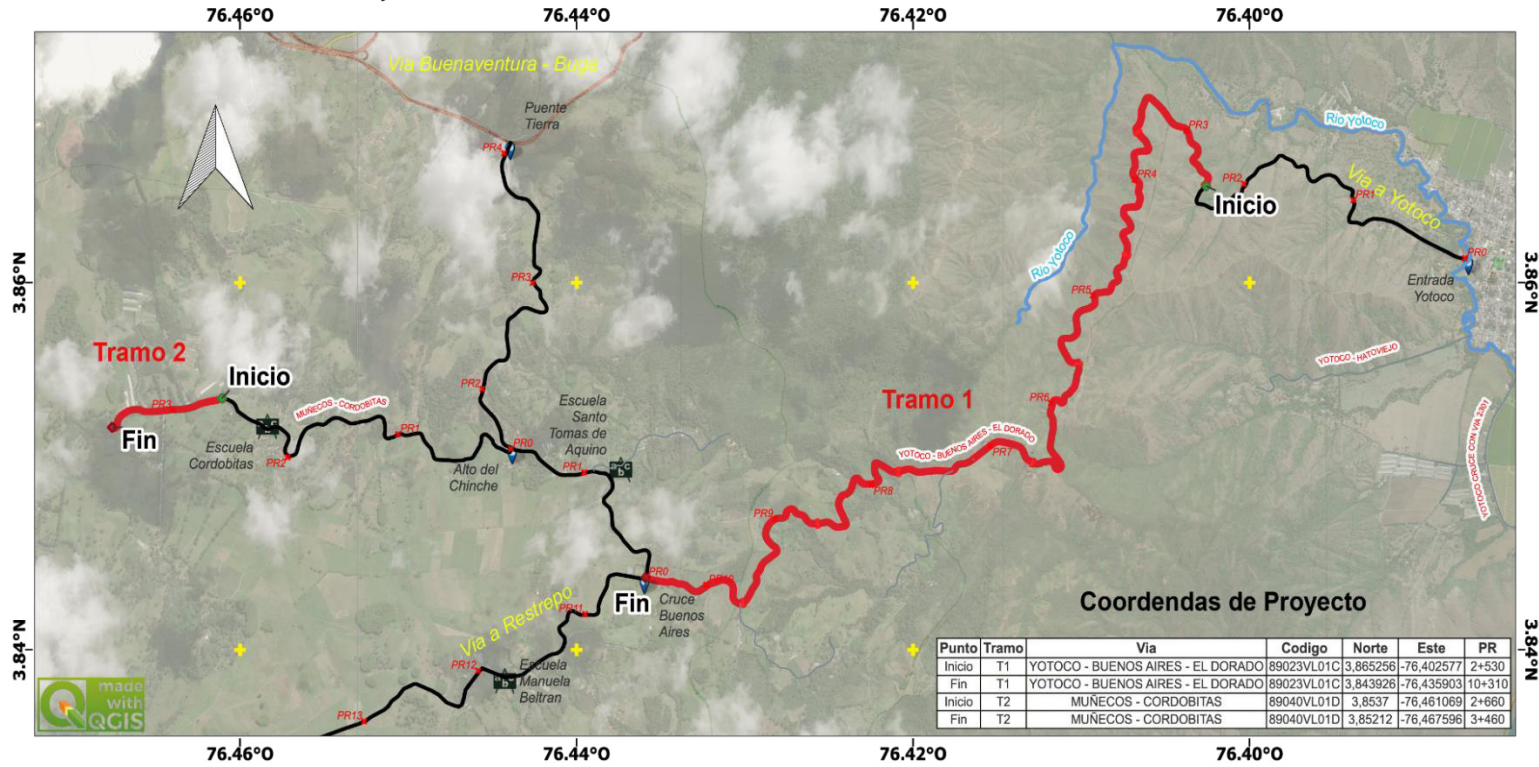 76.46°O
76.44°O
76.42°O
76.40°O
Via Buenaventura - Buga
Puente
Tierra
PR4
Río Yotoco
PR3
PR4
PR2
Inicio
PR1
Via a Yotoco
PR0
Entrada
Yotoco
3.86°N
3.86°N
Río Yotoco
PR3
PR5
YOTOCO - HATOVIEJO
Tramo 2
Inicio
PR2
PR3
MUÑECOS - CORDOBITAS
Escuela
Santo
Tomas de
Aquino
Tramo 1
PR6
Fin
Escuela
Cordobitas
PR2
PR1
PR0
Alto del
Chinche
PR1
a c
b
YOTOCO - BUENOS AIRES - EL DORADO
PR7
PR8
YOTOCO CRUCE CON VIA 2301
PR9
PR0
PR10
Fin
Cruce
Buenos
Aires
PR11
Via a Restrepo
PR12
Escuela
Manuela
Beltran
PR13
3.84°N
3.84°N
Coordendas de Proyecto
Punto Tramo Via Codigo Norte Este PR
Inicio T1 YOTOCO - BUENOS AIRES - EL DORADO 89023VL01C 3,865256 -76,402577 2+530
Fin T1 YOTOCO - BUENOS AIRES - EL DORADO 89023VL01C 3,843926 -76,435903 10+310
Inicio T2 MUÑECOS - CORDOBITAS 89040VL01D 3,8537 -76,461069 2+660
Fin T2 MUÑECOS - CORDOBITAS 89040VL01D 3,85212 -76,467596 3+460
made
with
QGIS
76.46°O
76.44°O
76.42°O
76.40°O